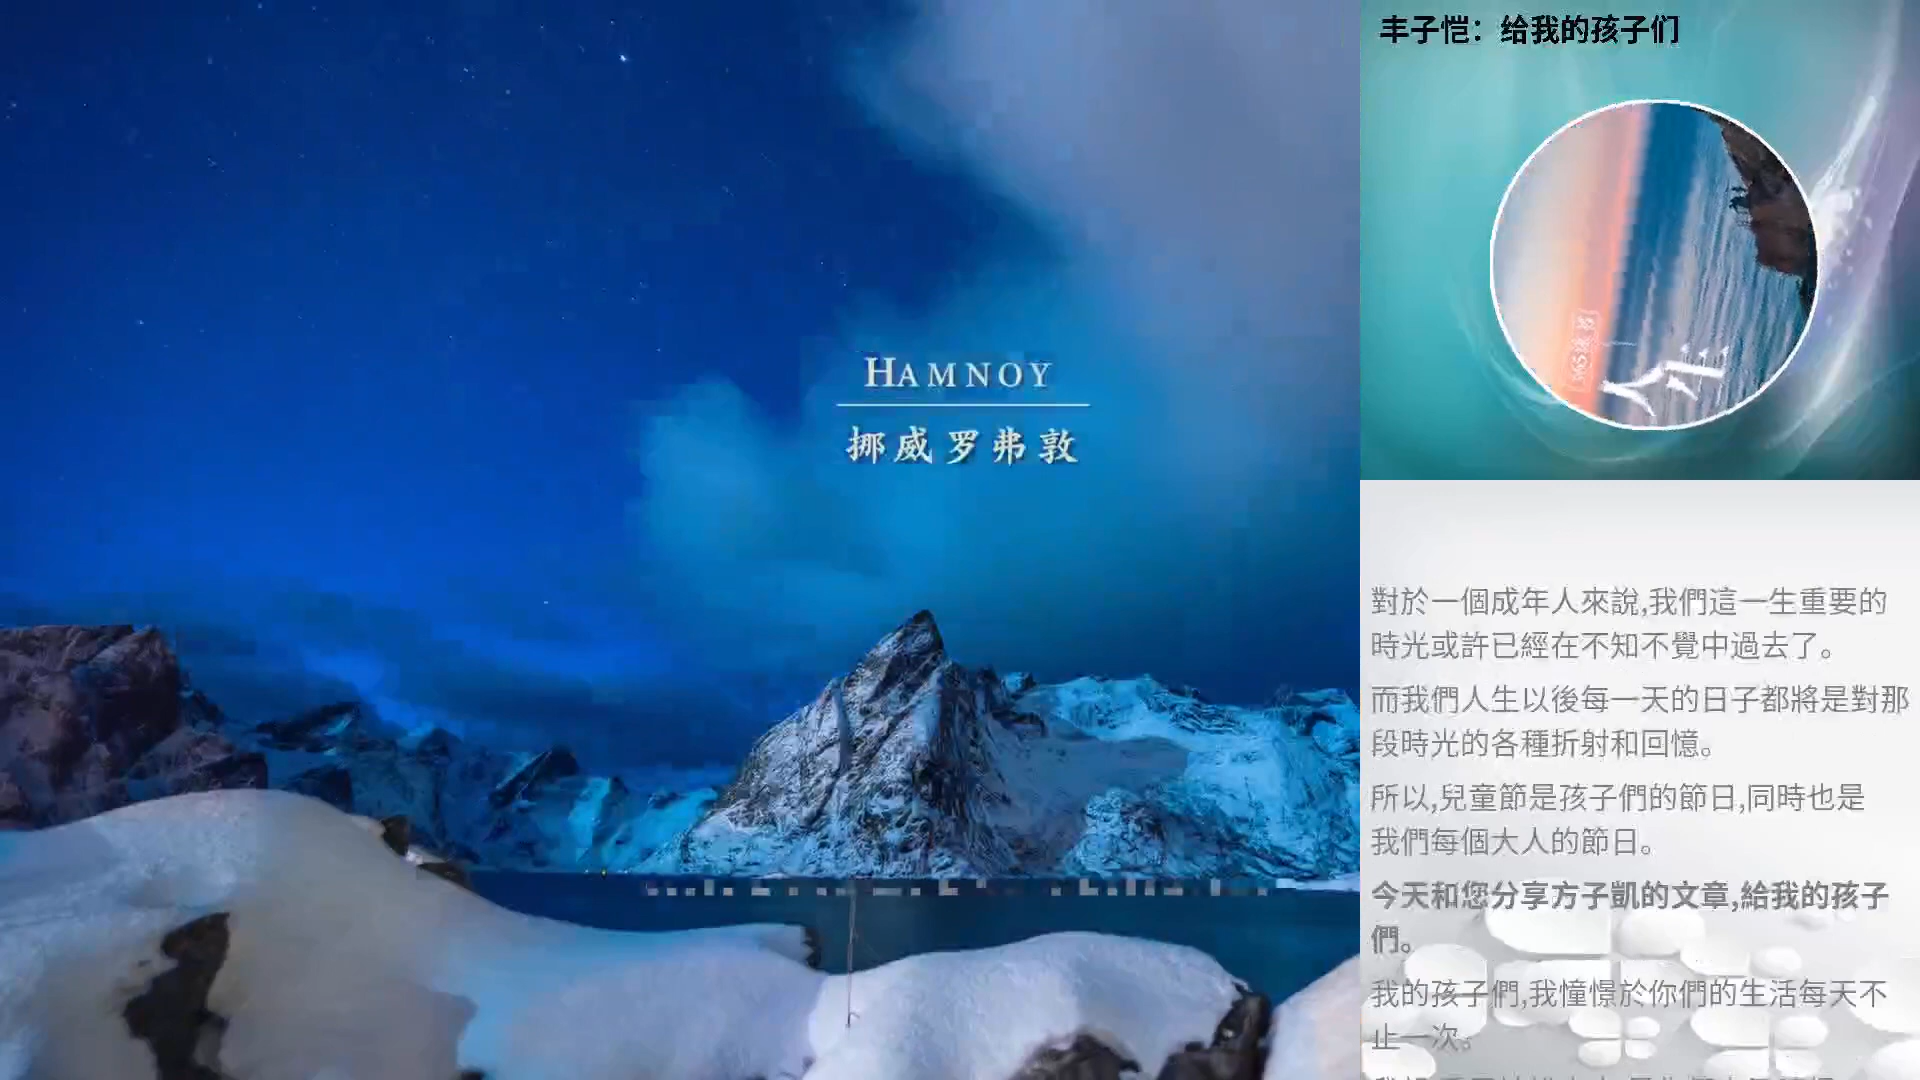 HAMNOY
挪威罗弗敦
丰子恺：给我的孩子们
人生
對於一個成年人來說,我們這一生重要的
時光或許已經在不知不覺中過去了。
而我們人生以後每一天的日子都將是對那
段時光的各種折射和回憶。
所以,兒童節是孩子們的節日,同時也是
我們每個大人的節日。
今天和您分享方子凱的文章,給我的孩子
們。
我的孩子們,我憧憬於你們的生活每天不
止一次。